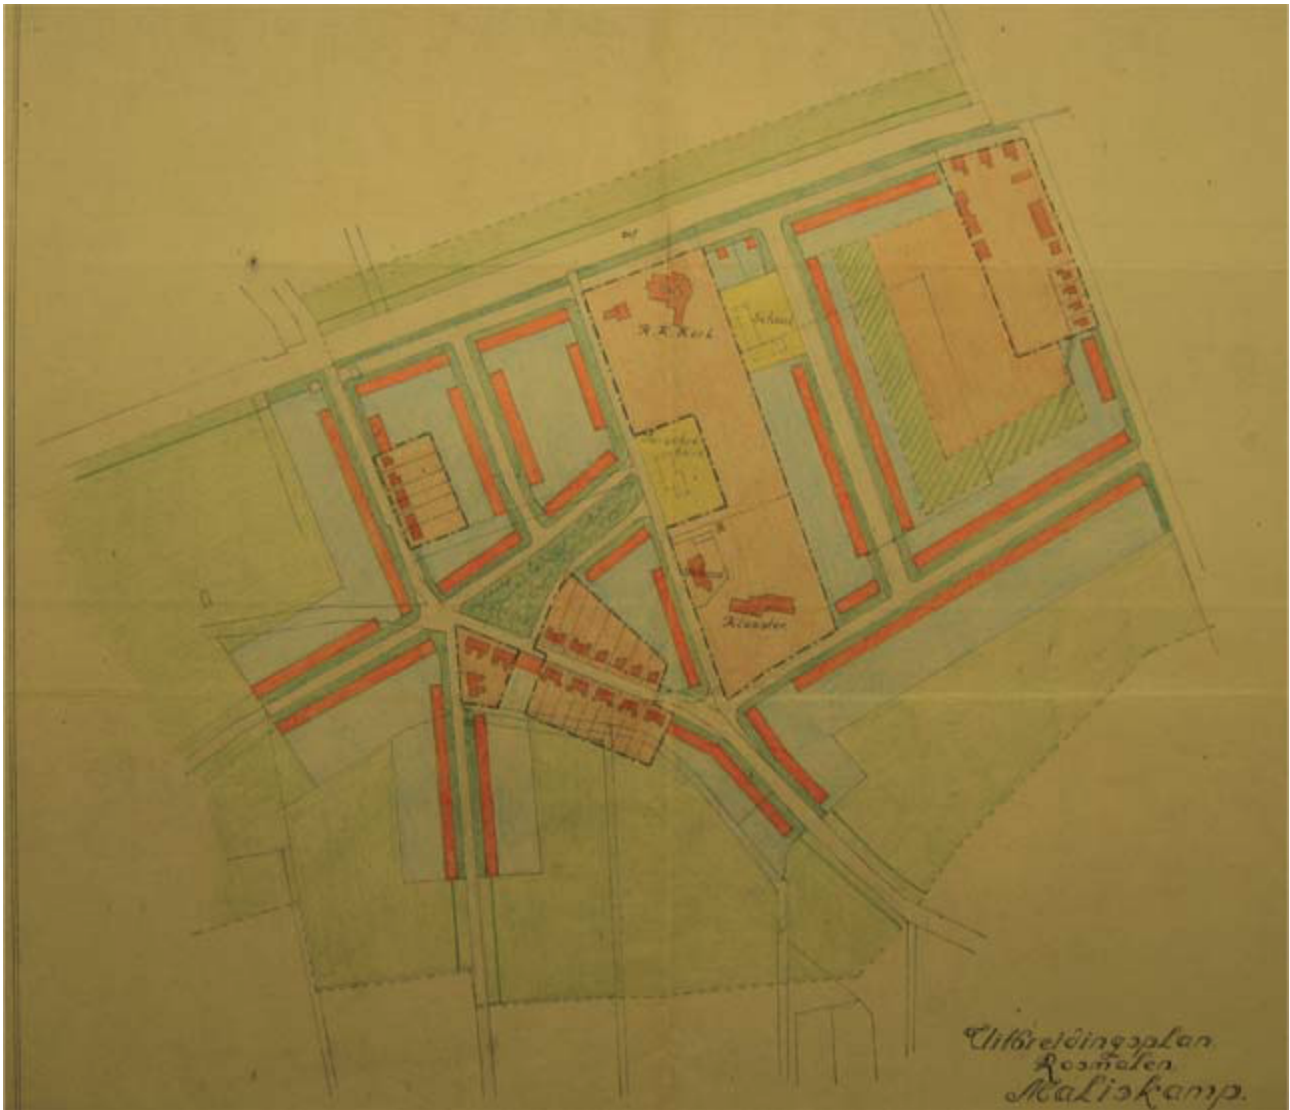 R. K. Kerk
School
Klooster
Uitbreidingsplan
Rosmalen
Maliskamp.